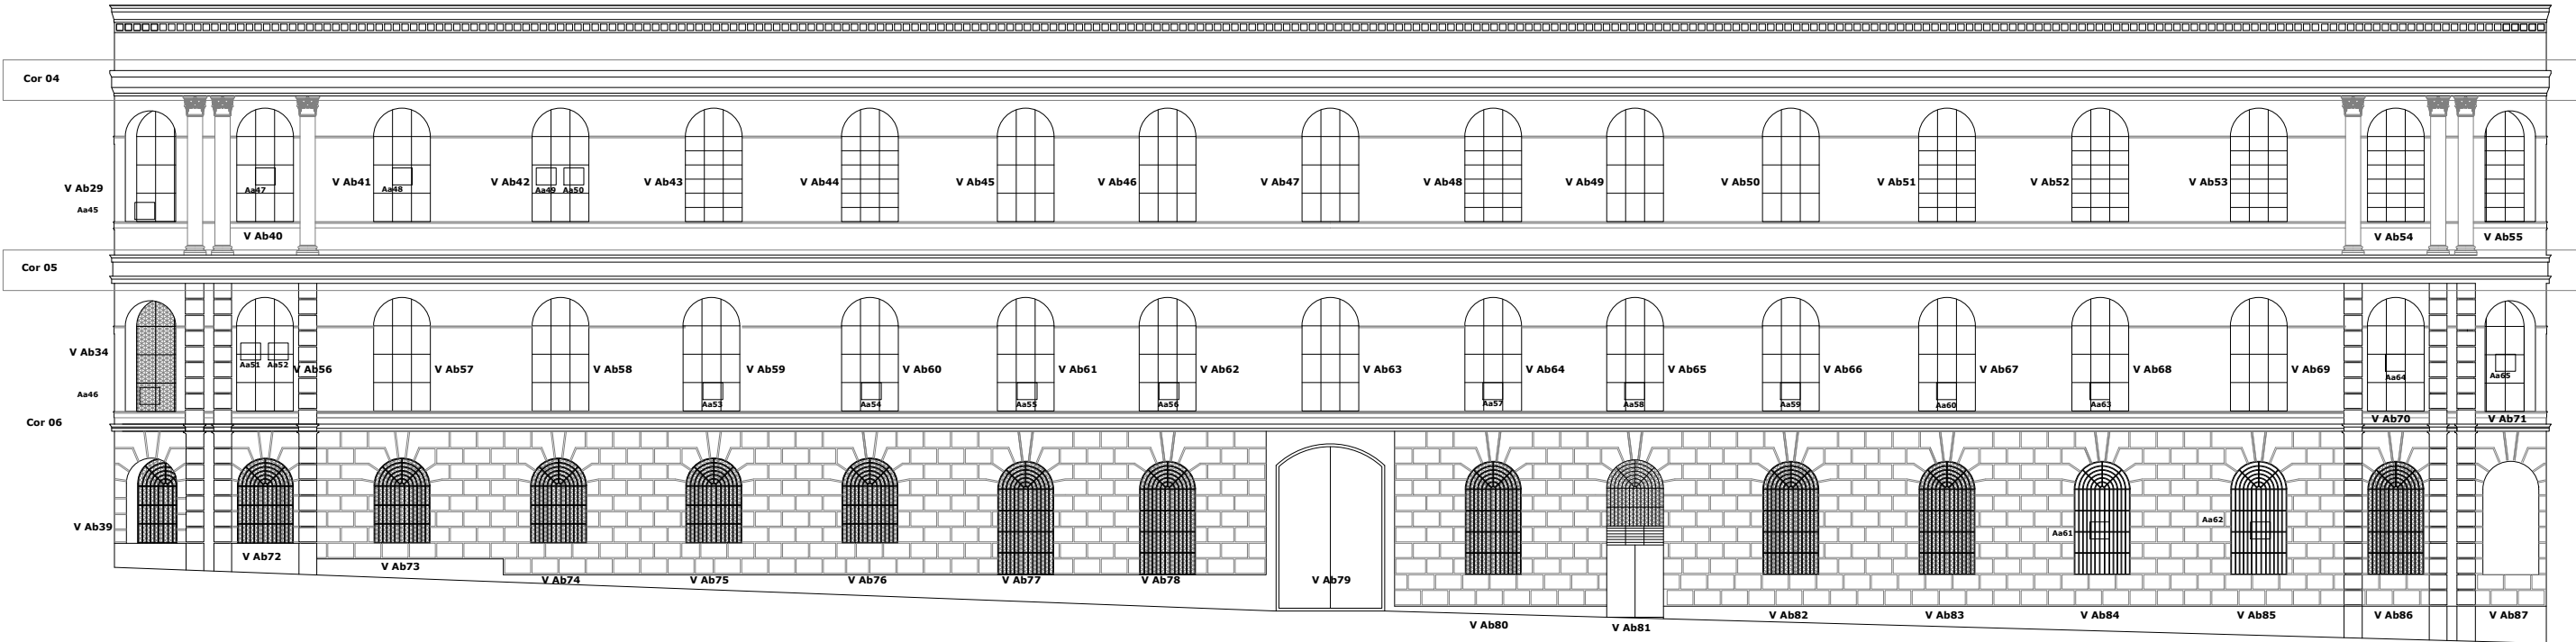 Cor 04
V Ab29
V Ab41
V Ab42
V Ab43
V Ab44
V Ab45
V Ab46
V Ab47
V Ab48
V Ab49
V Ab50
V Ab51
V Ab52
V Ab53
Aa47
Aa48
Aa49
Aa50
Aa45
V Ab40
V Ab54
V Ab55
Cor 05
V Ab34
Aa51
Aa52
V Ab56
V Ab57
V Ab58
V Ab59
V Ab60
V Ab61
V Ab62
V Ab63
V Ab64
V Ab65
V Ab66
V Ab67
V Ab68
V Ab69
Aa64
Aa65
Aa46
Aa53
Aa54
Aa55
Aa56
Aa57
Aa58
Aa59
Aa60
Aa63
Cor 06
V Ab70
V Ab71
V Ab39
Aa61
Aa62
V Ab72
V Ab73
V Ab74
V Ab75
V Ab76
V Ab77
V Ab78
V Ab79
V Ab80
V Ab81
V Ab82
V Ab83
V Ab84
V Ab85
V Ab86
V Ab87